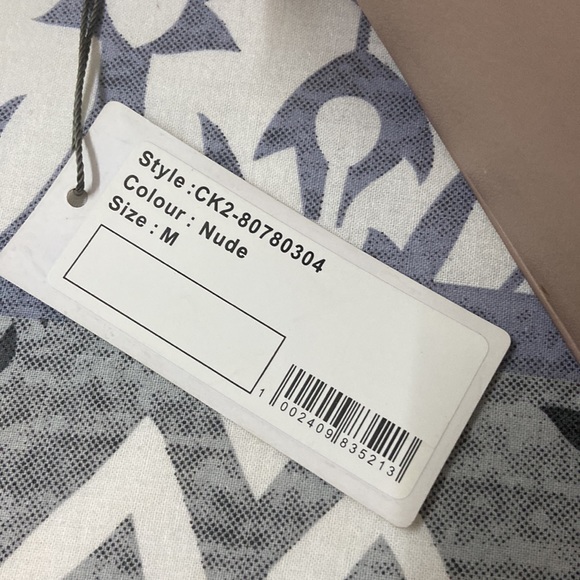 Style:CK2-80780304
Colour: Nude
Size: M
1 002409 835213